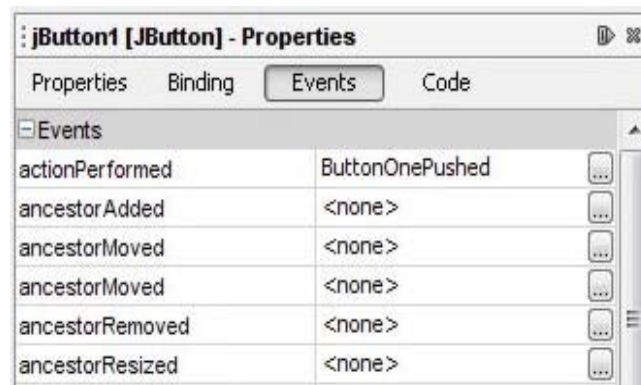 jButton1 [JButton] - Properties
Properties Binding Events Code
Events
actionPerformed ButtonOnePushed ...
ancestorAdded <none> ...
ancestorMoved <none> ...
ancestorMoved <none> ...
ancestorRemoved <none> ...
ancestorResized <none> ...